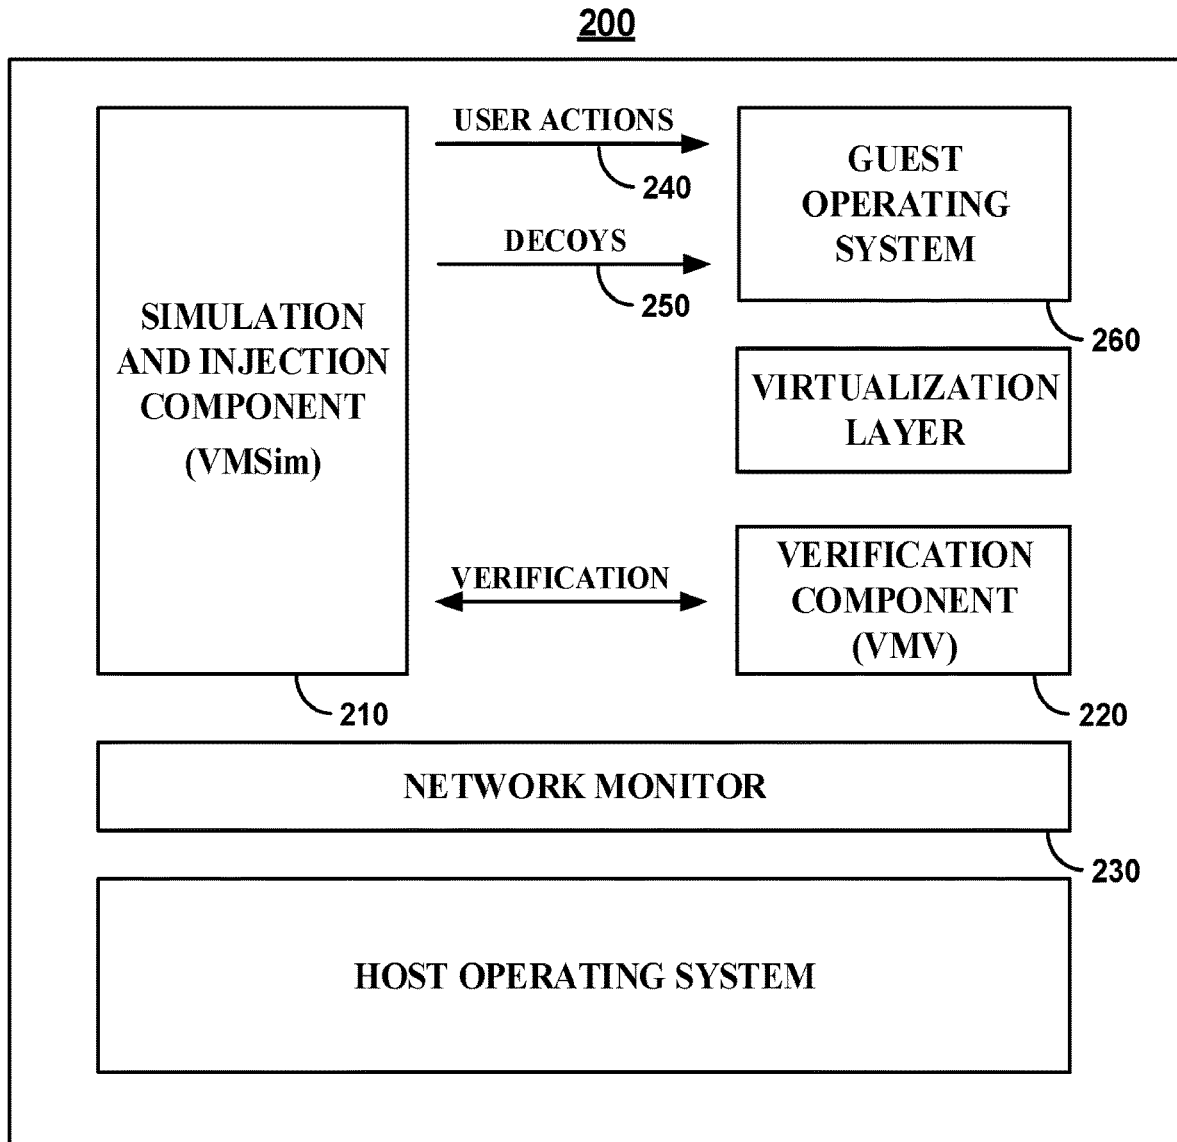 200
USER ACTIONS
240
DECOYS
250
GUEST
OPERATING
SYSTEM
260
SIMULATION
AND INJECTION
COMPONENT
(VMSim)
210
VIRTUALIZATION
LAYER
VERIFICATION
VERIFICATION
COMPONENT
(VMV)
220
NETWORK MONITOR
230
HOST OPERATING SYSTEM